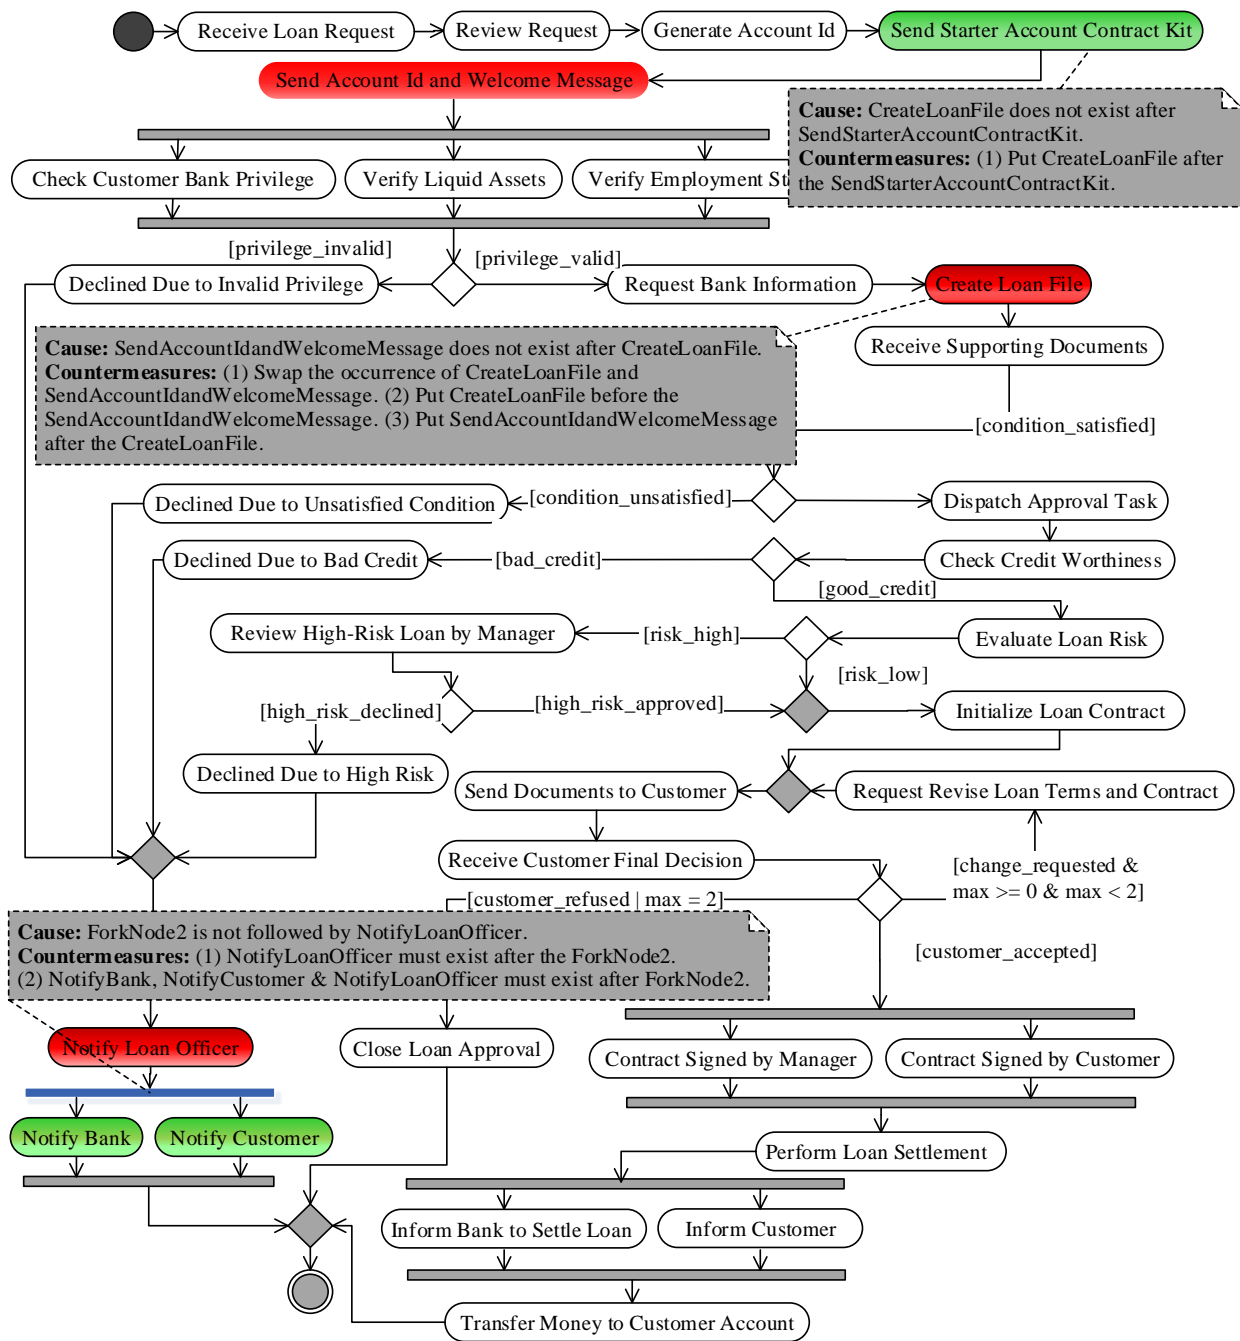 Receive Loan Request
Review Request
Generate Account Id
Send Starter Account Contract Kit
Send Account Id and Welcome Message
Cause: CreateLoanFile does not exist after
SendStarterAccountContractKit.
Countermeasures: (1) Put CreateLoanFile after
the SendStarterAccountContractKit.
Check Customer Bank Privilege
Verify Liquid Assets
Verify Employment St
[privilege_invalid]
[privilege_valid]
Declined Due to Invalid Privilege
Request Bank Information
Create Loan File
Cause: SendAccountIdandWelcomeMessage does not exist after CreateLoanFile.
Countermeasures: (1) Swap the occurrence of CreateLoanFile and
SendAccountIdandWelcomeMessage. (2) Put CreateLoanFile before the
SendAccountIdandWelcomeMessage. (3) Put SendAccountIdandWelcomeMessage
after the CreateLoanFile.
Receive Supporting Documents
[condition_satisfied]
Declined Due to Unsatisfied Condition
[condition_unsatisfied]
Dispatch Approval Task
Declined Due to Bad Credit
[bad_credit]
Check Credit Worthiness
[good_credit]
Review High-Risk Loan by Manager
[risk_high]
Evaluate Loan Risk
[risk_low]
[high_risk_declined]
[high_risk_approved]
Initialize Loan Contract
Declined Due to High Risk
Send Documents to Customer
Request Revise Loan Terms and Contract
Receive Customer Final Decision
[change_requested &
max >= 0 & max < 2]
[customer_refused | max = 2]
Cause: ForkNode2 is not followed by NotifyLoanOfficer.
Countermeasures: (1) NotifyLoanOfficer must exist after the ForkNode2.
(2) NotifyBank, NotifyCustomer & NotifyLoanOfficer must exist after ForkNode2.
[customer_accepted]
Notify Loan Officer
Close Loan Approval
Contract Signed by Manager
Contract Signed by Customer
Notify Bank
Notify Customer
Perform Loan Settlement
Inform Bank to Settle Loan
Inform Customer
Transfer Money to Customer Account